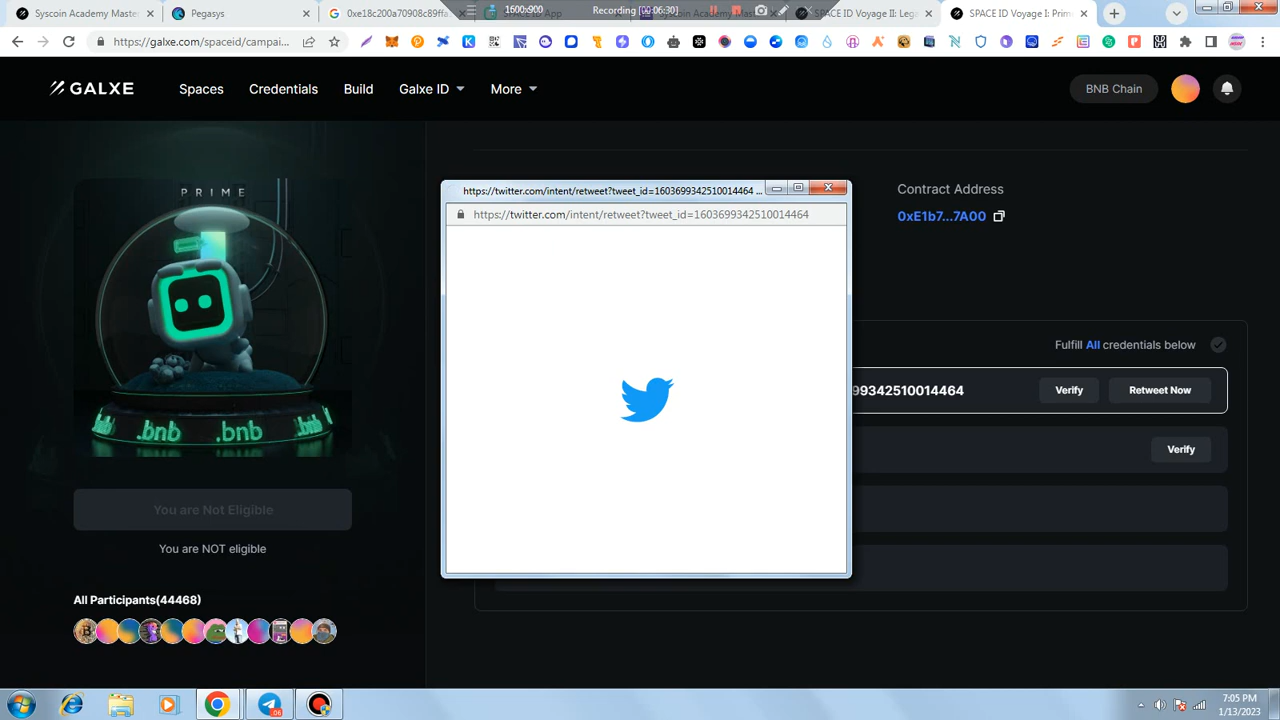 Syscoin Academy Maste
Pegasys
0xe18c200a70908c89ffa
1600x900
SPACE ID App
Recording [00:06:30]
Syscoin Academy Mast
SPACE ID Voyage II: Leg
SPACE ID Voyage I: Prim
https://galxe.com/spaceid/campai...
GALXE
Spaces
Credentials
Build
Galxe ID
More
BNB Chain
PRIME
.bnb
.bnb
You are Not Eligible
You are NOT eligible
All Participants(44468)
https://twitter.com/intent/retweet?tweet_id=1603699342510014464 ...
https://twitter.com/intent/retweet?tweet_id=1603699342510014464
Contract Address
0xE1b7...7A00
Fulfill All credentials below
99342510014464
Verify
Retweet Now
Verify
7:05 PM
1/13/2023